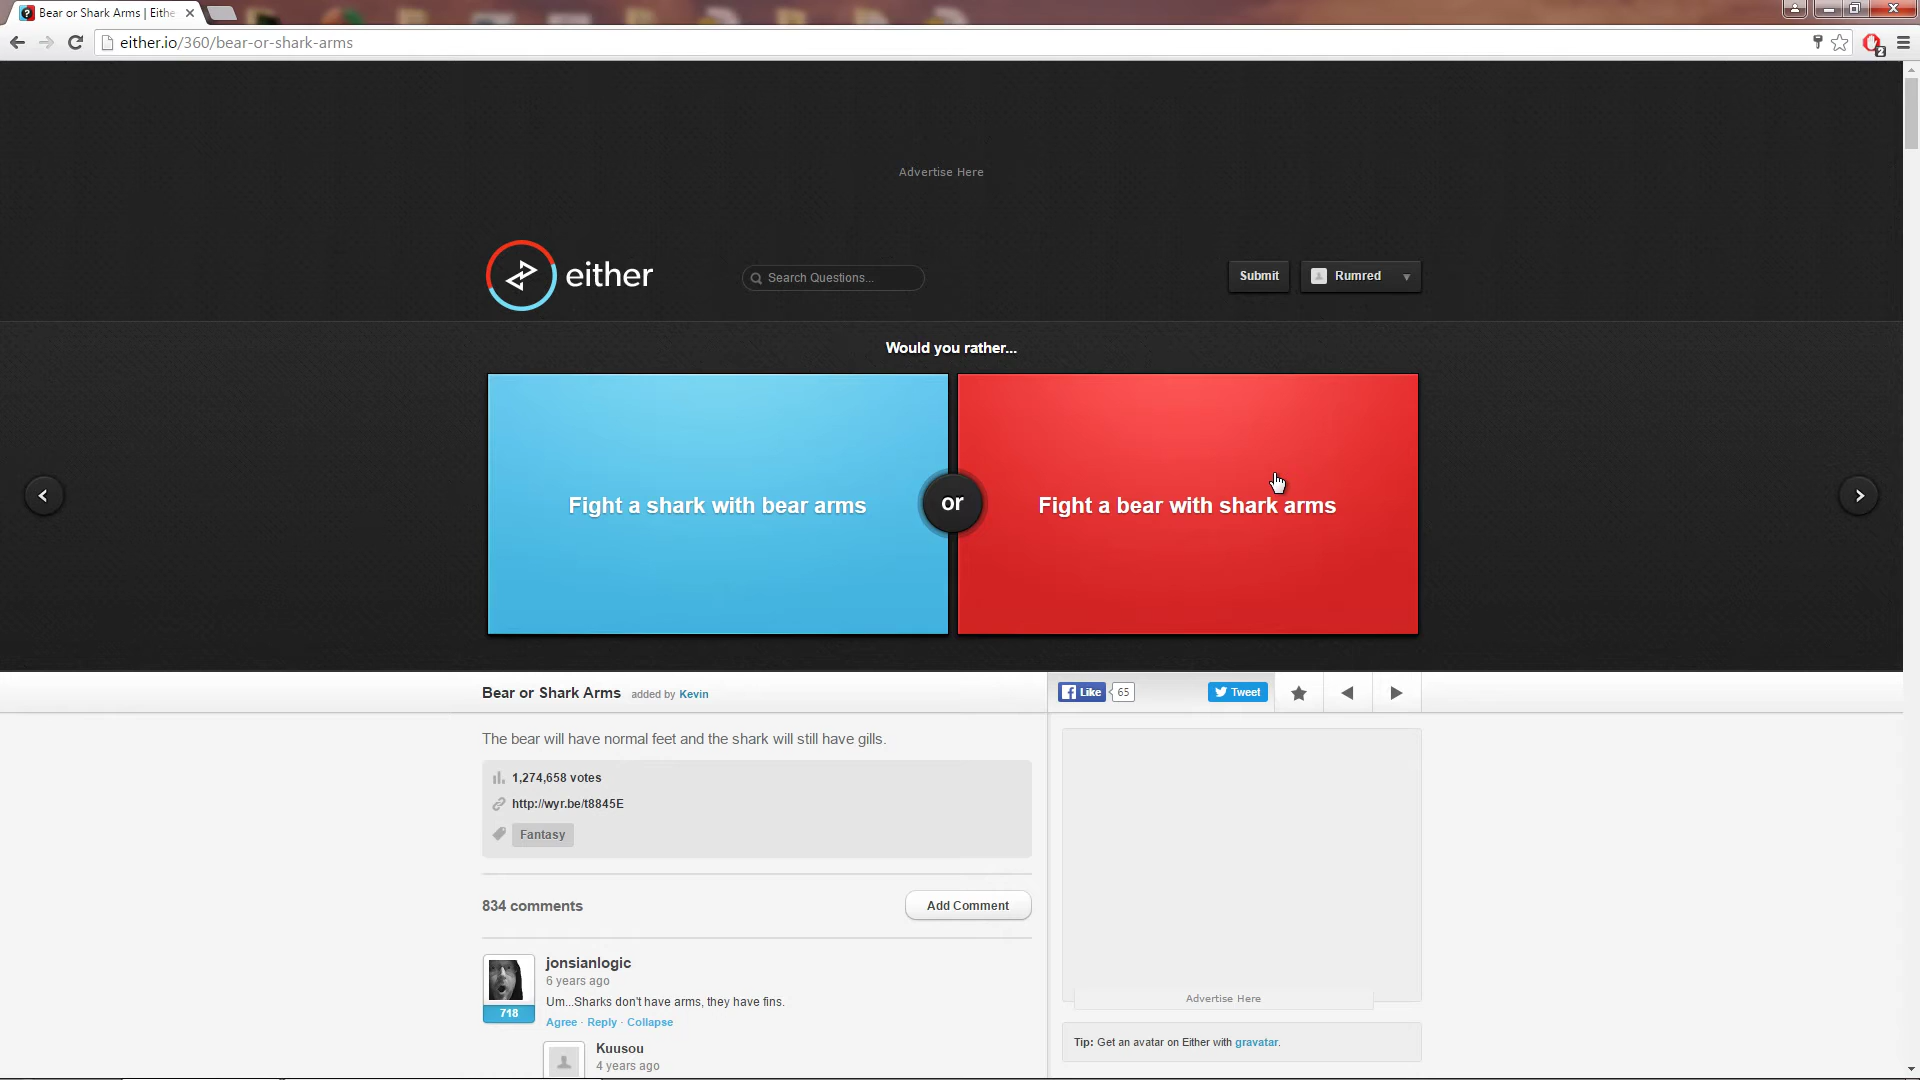 Bear or Shark Arms | Eithe
either.io/360/bear-or-shark-arms
2
Advertise Here
either
Search Questions...
Submit
Rumred
Would you rather...
Fight a shark with bear arms
or
Fight a bear with shark arms
Bear or Shark Arms added by Kevin
Like 65
Tweet
The bear will have normal feet and the shark will still have gills.
1,274,658 votes
http://wyr.be/t8845E
Fantasy
834 comments
Add Comment
jonsianlogic
6 years ago
Um...Sharks don't have arms, they have fins.
718
Agree · Reply · Collapse
Kuusou
4 years ago
Advertise Here
Tip: Get an avatar on Either with gravatar.